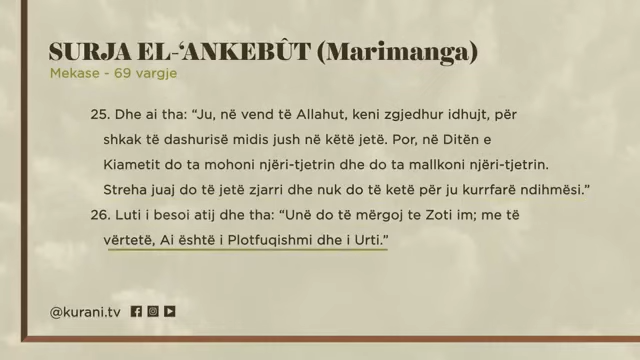 SURJA EL-‘ANKEBÛT (Marimanga)
Mekase - 69 vargje
25. Dhe ai tha: “Ju, në vend të Allahut, keni zgjedhur idhujt, për
shkak të dashurisë midis jush në këtë jetë. Por, në Ditën e
Kiametit do ta mohoni njëri-tjetrin dhe do ta mallkoni njëri-tjetrin.
Streha juaj do të jetë zjarri dhe nuk do të ketë për ju kurrfarë ndihmësi.”
26. Luti i besoi atij dhe tha: “Unë do të mërgoj te Zoti im; me të
vërtetë, Ai është i Plotfuqishmi dhe i Urti.”
@kurani.tv